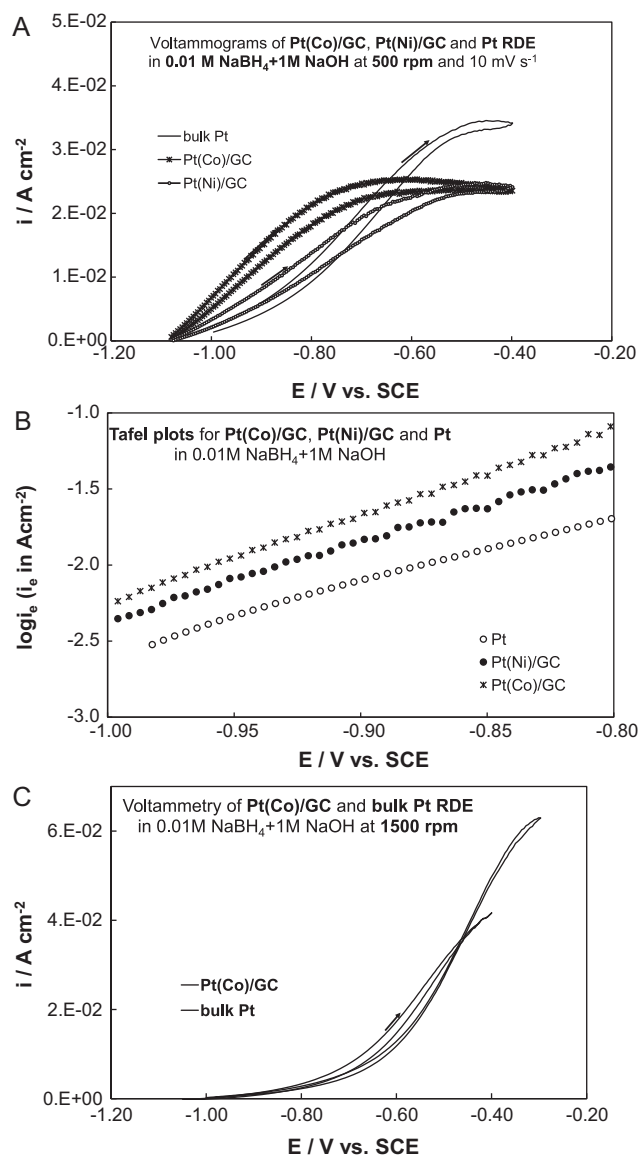 A
Voltammograms of Pt(Co)/GC, Pt(Ni)/GC and Pt RDE
in 0.01 M NaBH4+1M NaOH at 500 rpm and 10 mV s-1
5.E-02
4.E-02
3.E-02
2.E-02
1.E-02
0.E+00
i / A cm-2
bulk Pt
Pt(Co)/GC
Pt(Ni)/GC
-1.20 -1.00 -0.80 -0.60 -0.40 -0.20
E / V vs. SCE
B
Tafel plots for Pt(Co)/GC, Pt(Ni)/GC and Pt
in 0.01M NaBH4+1M NaOH
-1.0
-1.5
-2.0
-2.5
-3.0
logie (ie in Acm-2)
Pt
Pt(Ni)/GC
Pt(Co)/GC
-1.00 -0.95 -0.90 -0.85 -0.80
E / V vs. SCE
C
Voltammetry of Pt(Co)/GC and bulk Pt RDE
in 0.01M NaBH4+1M NaOH at 1500 rpm
6.E-02
4.E-02
2.E-02
0.E+00
i / A cm-2
Pt(Co)/GC
bulk Pt
-1.20 -1.00 -0.80 -0.60 -0.40 -0.20
E / V vs. SCE